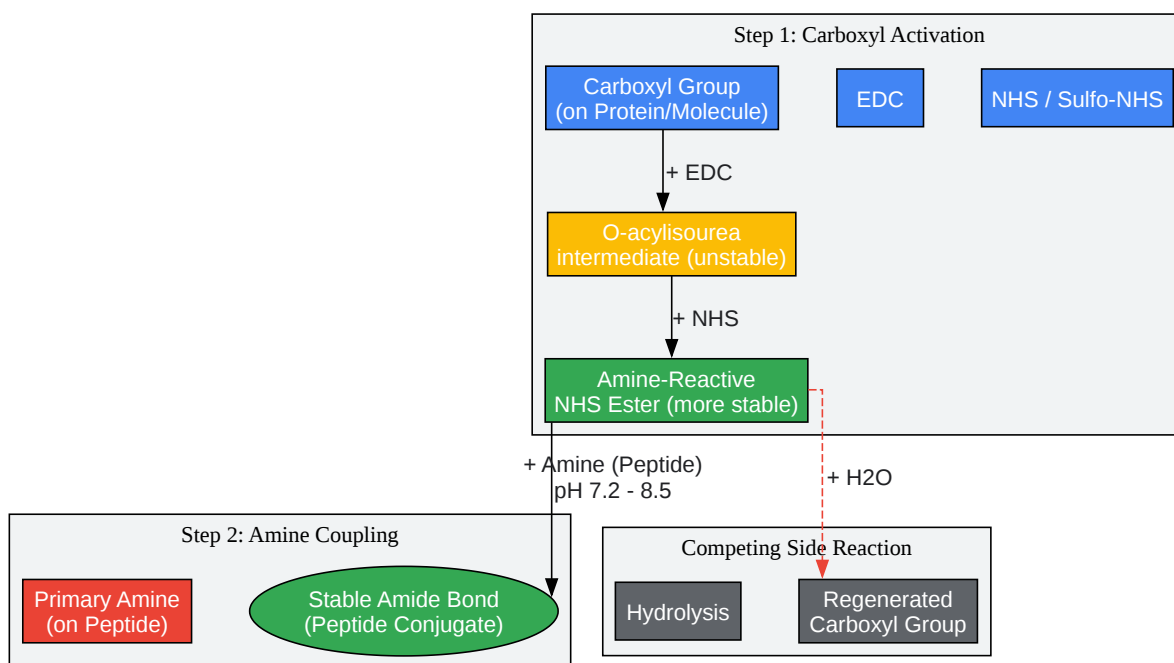 Step 1: Carboxyl Activation
Carboxyl Group
(on Protein/Molecule)
EDC
NHS / Sulfo-NHS
+ EDC
O-acylisourea
intermediate (unstable)
+ NHS
Amine-Reactive
NHS Ester (more stable)
+ Amine (Peptide)
pH 7.2 - 8.5
+ H2O
Step 2: Amine Coupling
Primary Amine
(on Peptide)
Stable Amide Bond
(Peptide Conjugate)
Competing Side Reaction
Hydrolysis
Regenerated
Carboxyl Group